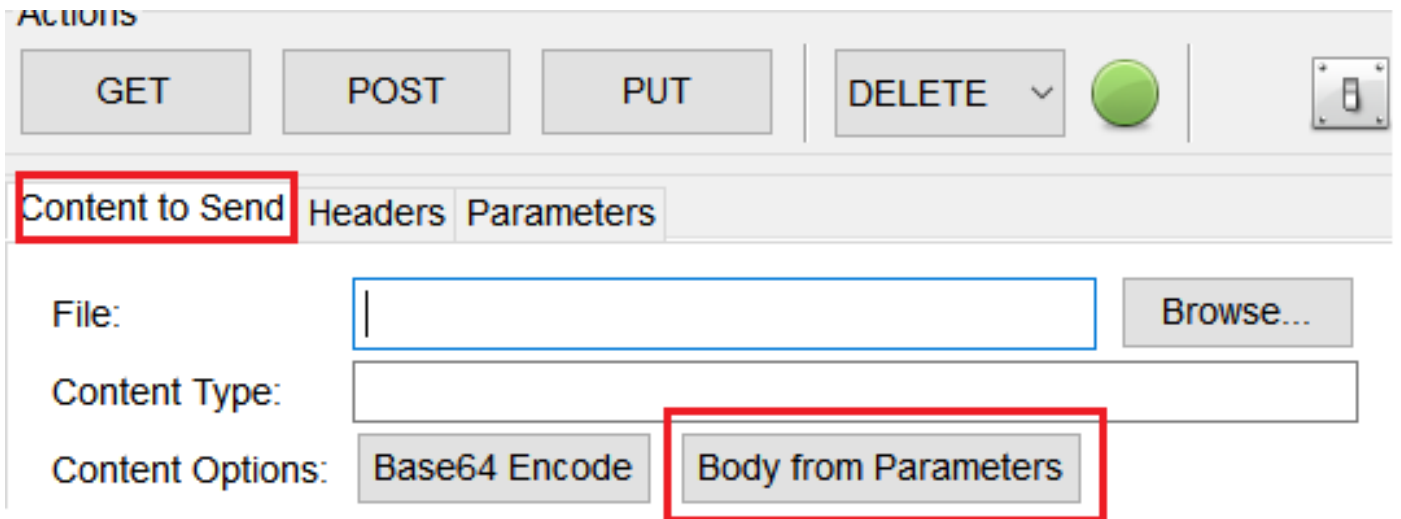 Actions
GET POST PUT DELETE
Content to Send Headers Parameters
File: Browse...
Content Type:
Content Options: Base64 Encode Body from Parameters